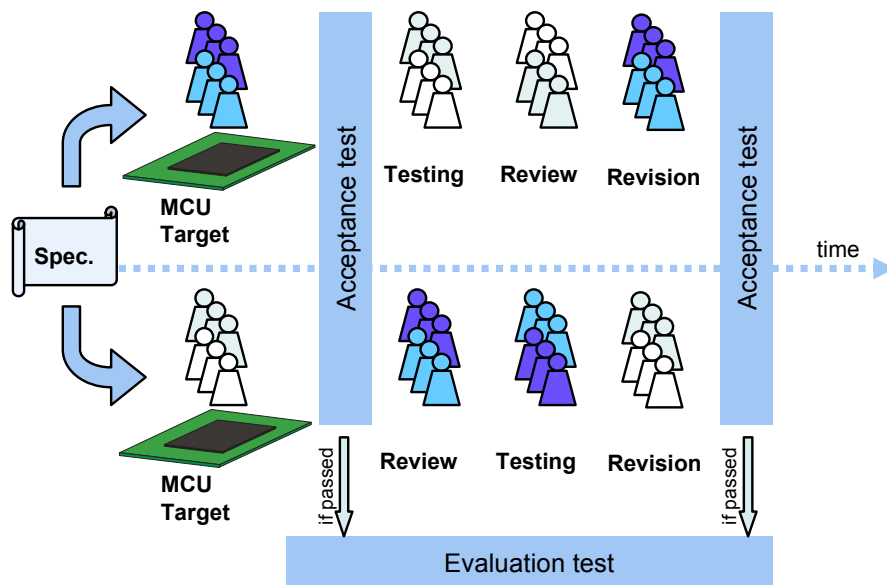 MCU
Target
Acceptance test
Testing
Review
Revision
Acceptance test
Spec.
time
MCU
Target
Review
Testing
Revision
if passed
if passed
Evaluation test